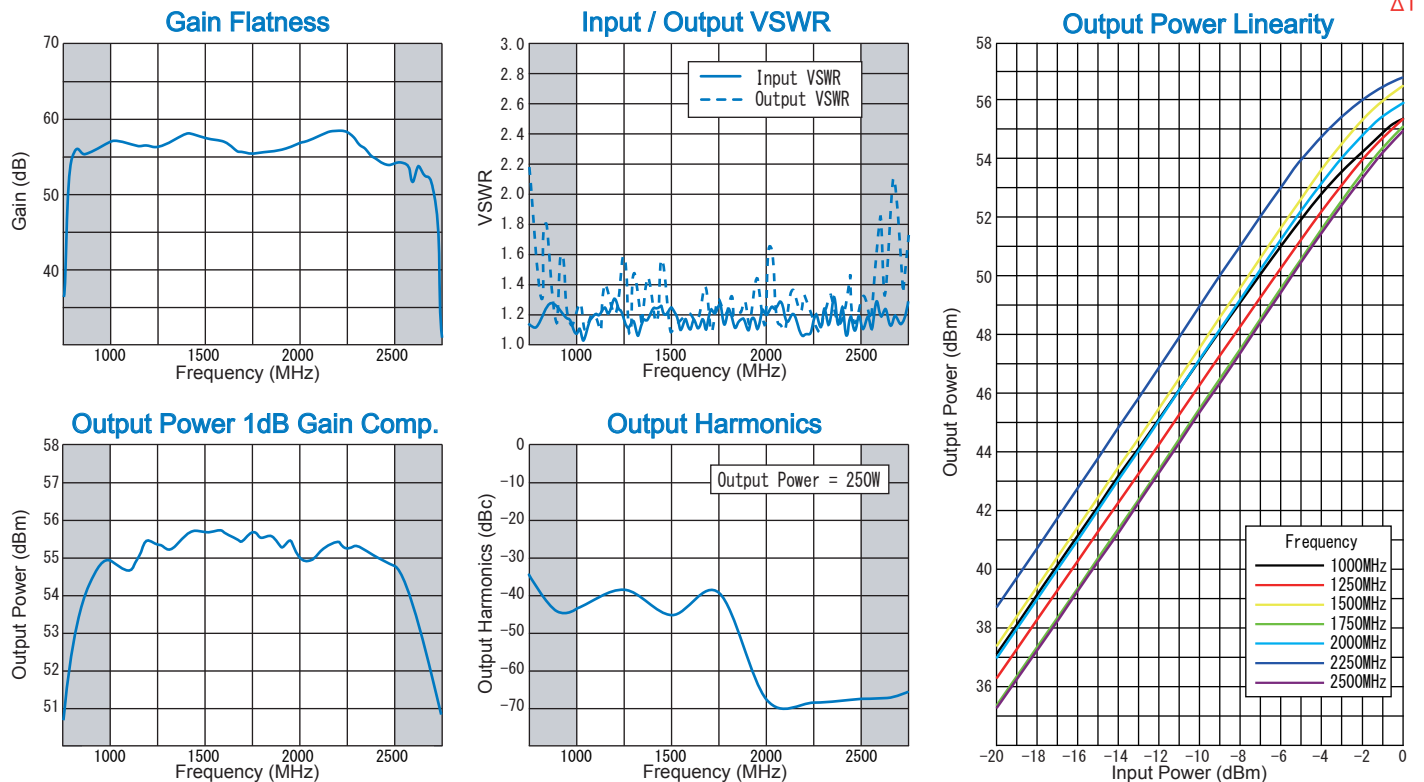 Gain Flatness
70
60
50
40
Gain (dB)
1000 1500 2000 2500
Frequency (MHz)
Input / Output VSWR
3.0
2.8
2.6
2.4
2.2
2.0
1.8
1.6
1.4
1.2
1.0
VSWR
Input VSWR
Output VSWR
1000 1500 2000 2500
Frequency (MHz)
Output Power 1dB Gain Comp.
58
57
56
55
54
53
52
51
Output Power (dBm)
1000 1500 2000 2500
Frequency (MHz)
Output Harmonics
0
-10
-20
-30
-40
-50
-60
-70
Output Harmonics (dBc)
Output Power = 250W
1000 1500 2000 2500
Frequency (MHz)
Output Power Linearity
58
56
54
52
50
48
46
44
42
40
38
36
Output Power (dBm)
Frequency
1000MHz
1250MHz
1500MHz
1750MHz
2000MHz
2250MHz
2500MHz
-20 -18 -16 -14 -12 -10 -8 -6 -4 -2 0
Input Power (dBm)